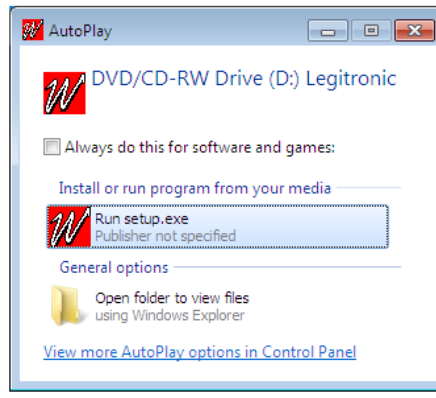 AutoPlay
DVD/CD-RW Drive (D:) Legitronic
Always do this for software and games:
Install or run program from your media
Run setup.exe
Publisher not specified
General options
Open folder to view files
using Windows Explorer
View more AutoPlay options in Control Panel